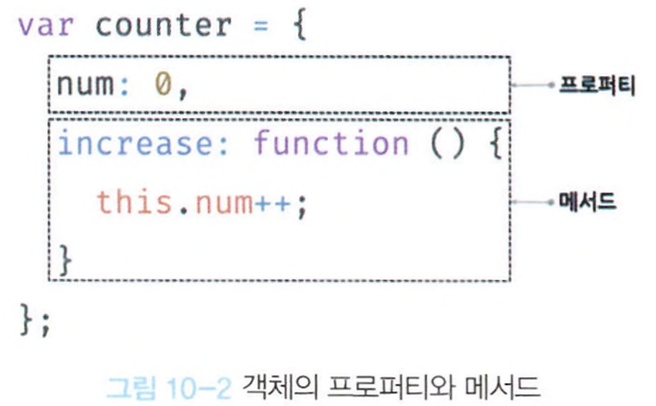 var counter = {
num: 0,
프로퍼티
increase: function () {
this.num++;
메서드
}
};
그림 10-2 객체의 프로퍼티와 메서드